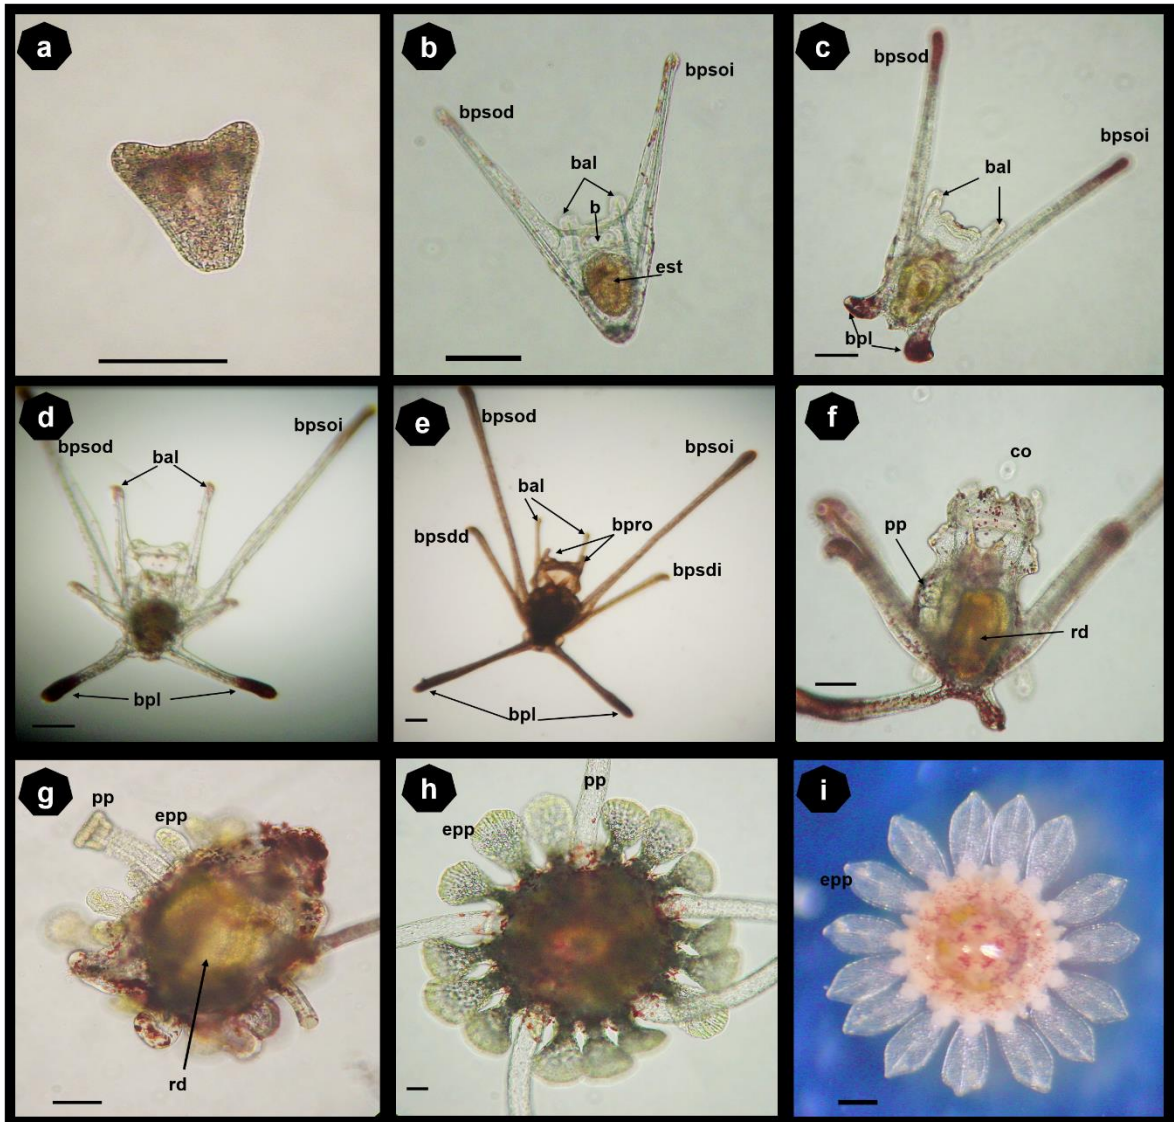 a
b
c
bpsod
bpsoi
bal
b
est
bpsod
bpsoi
bal
bpl
d
e
f
bpsod
bpsoi
bal
bpl
bpsod
bpsoi
bal
bpro
bpsdd
bpsdi
bpl
co
pp
rd
g
h
i
pp
epp
rd
pp
epp
epp